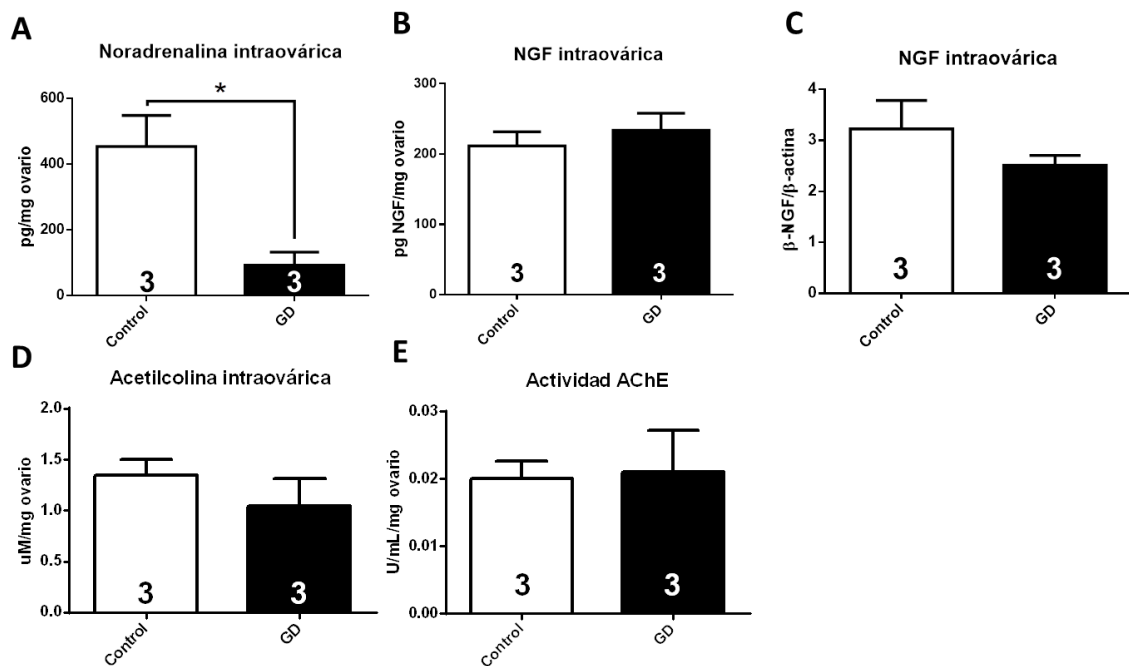 A
Noradrenalina intraovárica
pg/mg ovario
600
400
200
0
*
3
3
Control
GD
B
NGF intraovárica
pg NGF/mg ovario
300
200
100
0
3
3
Control
GD
C
NGF intraovárica
β-NGF/β-actina
4
3
2
1
0
3
3
Control
GD
D
Acetilcolina intraovárica
uM/mg ovario
2.0
1.5
1.0
0.5
0.0
3
3
Control
GD
E
Actividad AChE
U/mL/mg ovario
0.03
0.02
0.01
0.00
3
3
Control
GD